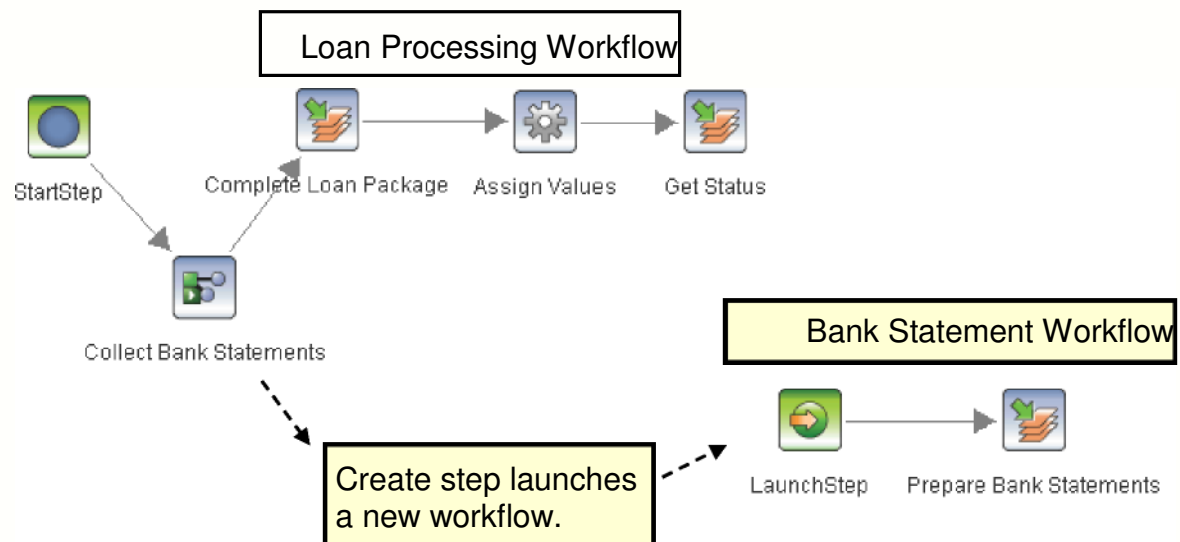 Loan Processing Workflow
StartStep
Complete Loan Package
Assign Values
Get Status
Collect Bank Statements
Bank Statement Workflow
Create step launches
a new workflow.
LaunchStep
Prepare Bank Statements